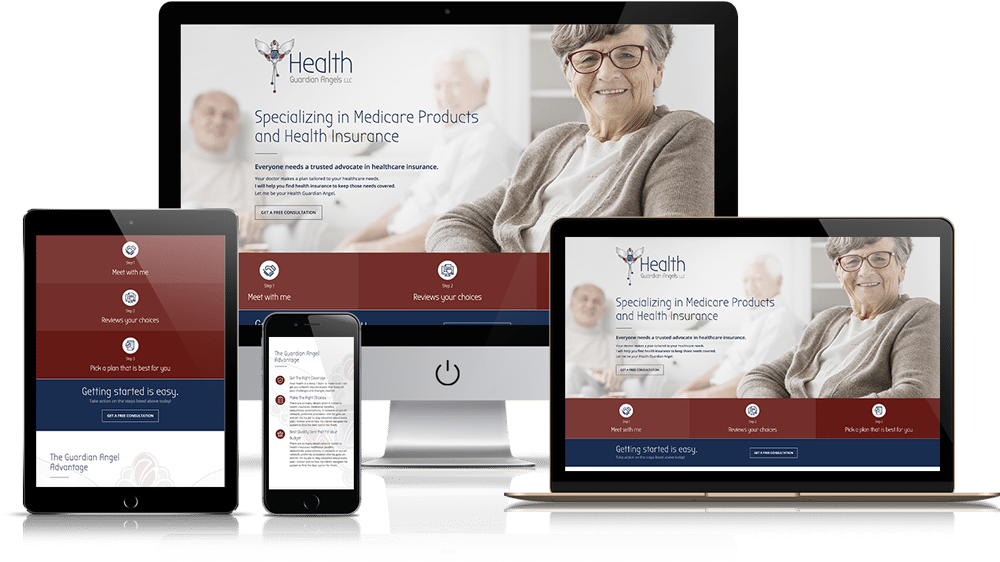 Health
Guardian Angels LLC
Specializing in Medicare Products
and Health Insurance
Everyone needs a trusted advocate in healthcare insurance.
Your doctor makes a plan tailored to your healthcare needs.
I will help you find health insurance to keep those needs covered.
Let me be your Health Guardian Angel.
GET A FREE CONSULTATION
Step 1
Meet with me
Step 2
Reviews your choices
Step 1
Meet with me
Step 2
Reviews your choices
Step 3
Pick a plan that is best for you
Getting started is easy.
Take action on the steps listed above today!
GET A FREE CONSULTATION
The Guardian Angel
Advantage
The Guardian Angel
Advantage
Get The Right Coverage
Make The Right Choices
Best Quality Care That Fits Your
Budget
Health
Guardian Angels LLC
Specializing in Medicare Products
and Health Insurance
Everyone needs a trusted advocate in healthcare insurance.
Your doctor makes a plan tailored to your healthcare needs.
I will help you find health insurance to keep those needs covered.
Let me be your Health Guardian Angel.
GET A FREE CONSULTATION
Step 1
Meet with me
Step 2
Reviews your choices
Step 3
Pick a plan that is best for you
Getting started is easy.
Take action on the steps listed above today!
GET A FREE CONSULTATION